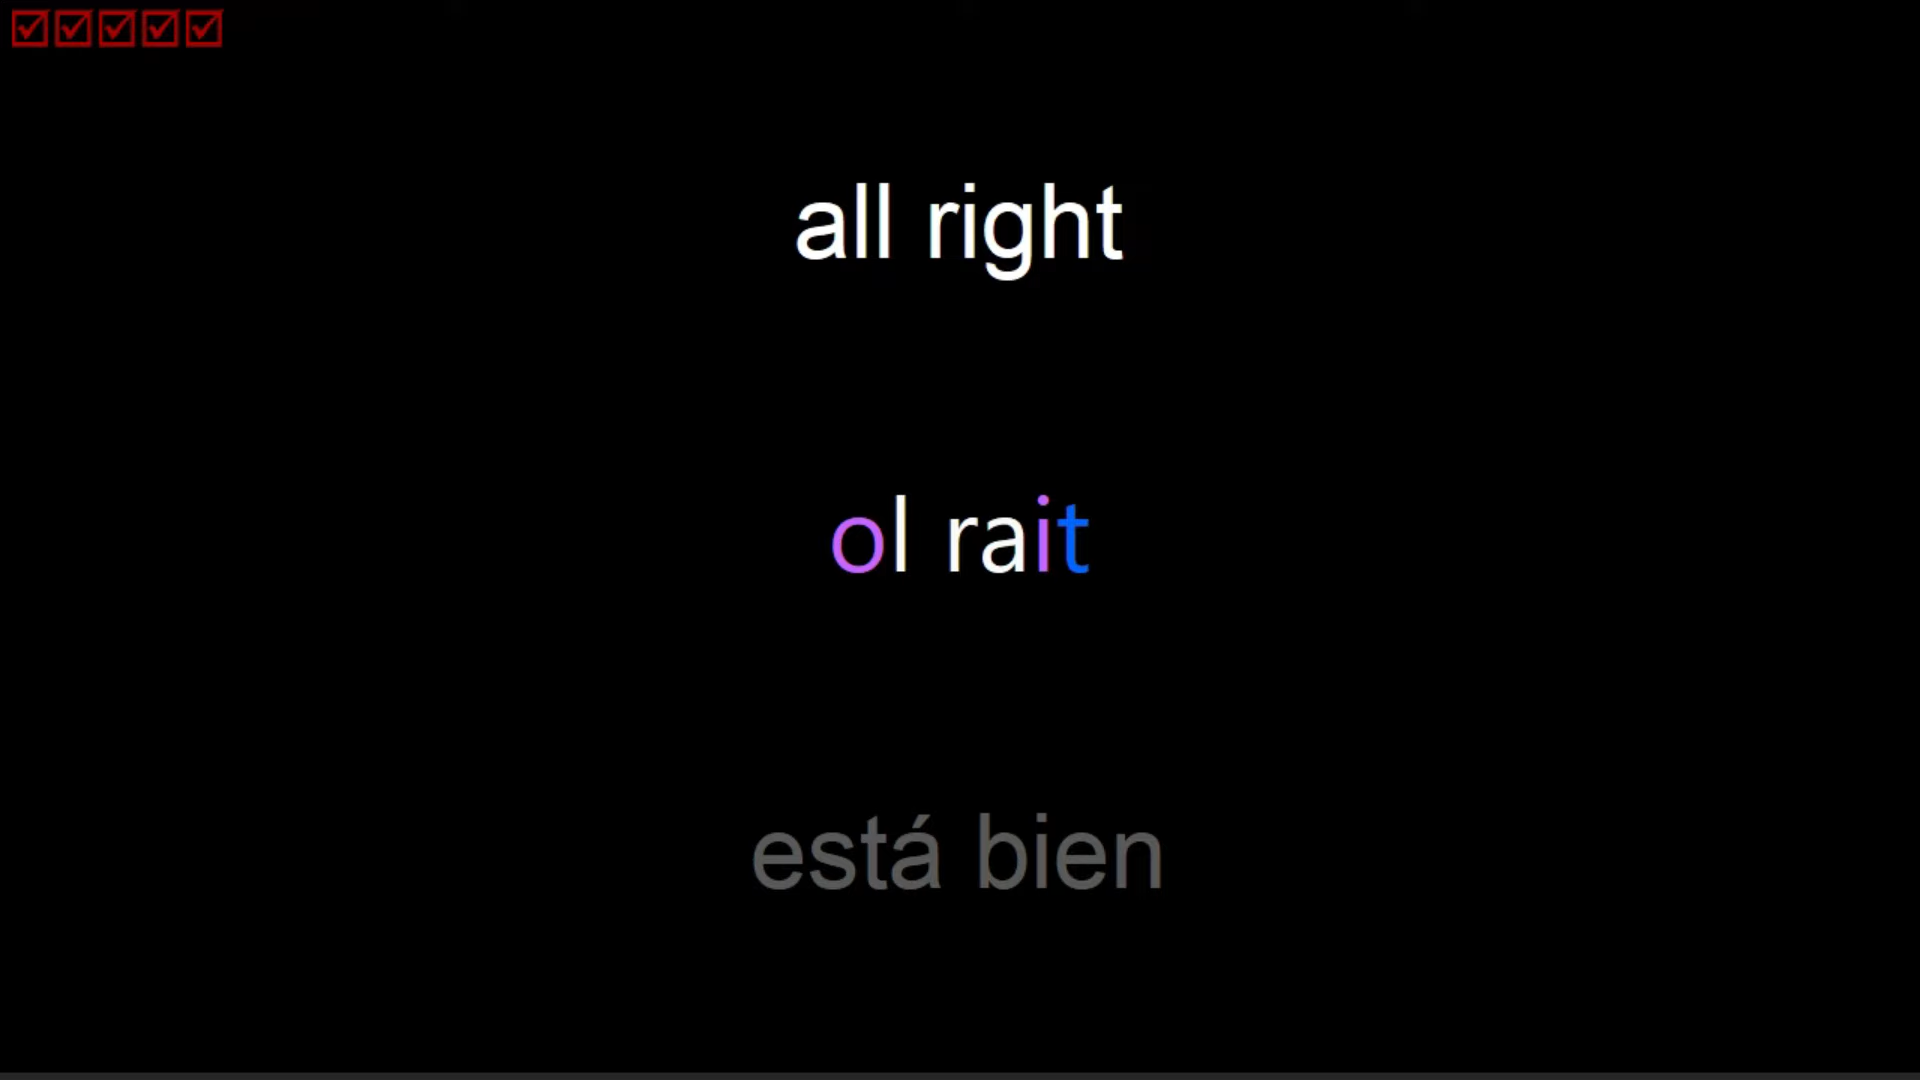 ☑☑☑☑☑
all right
ol rait
está bien